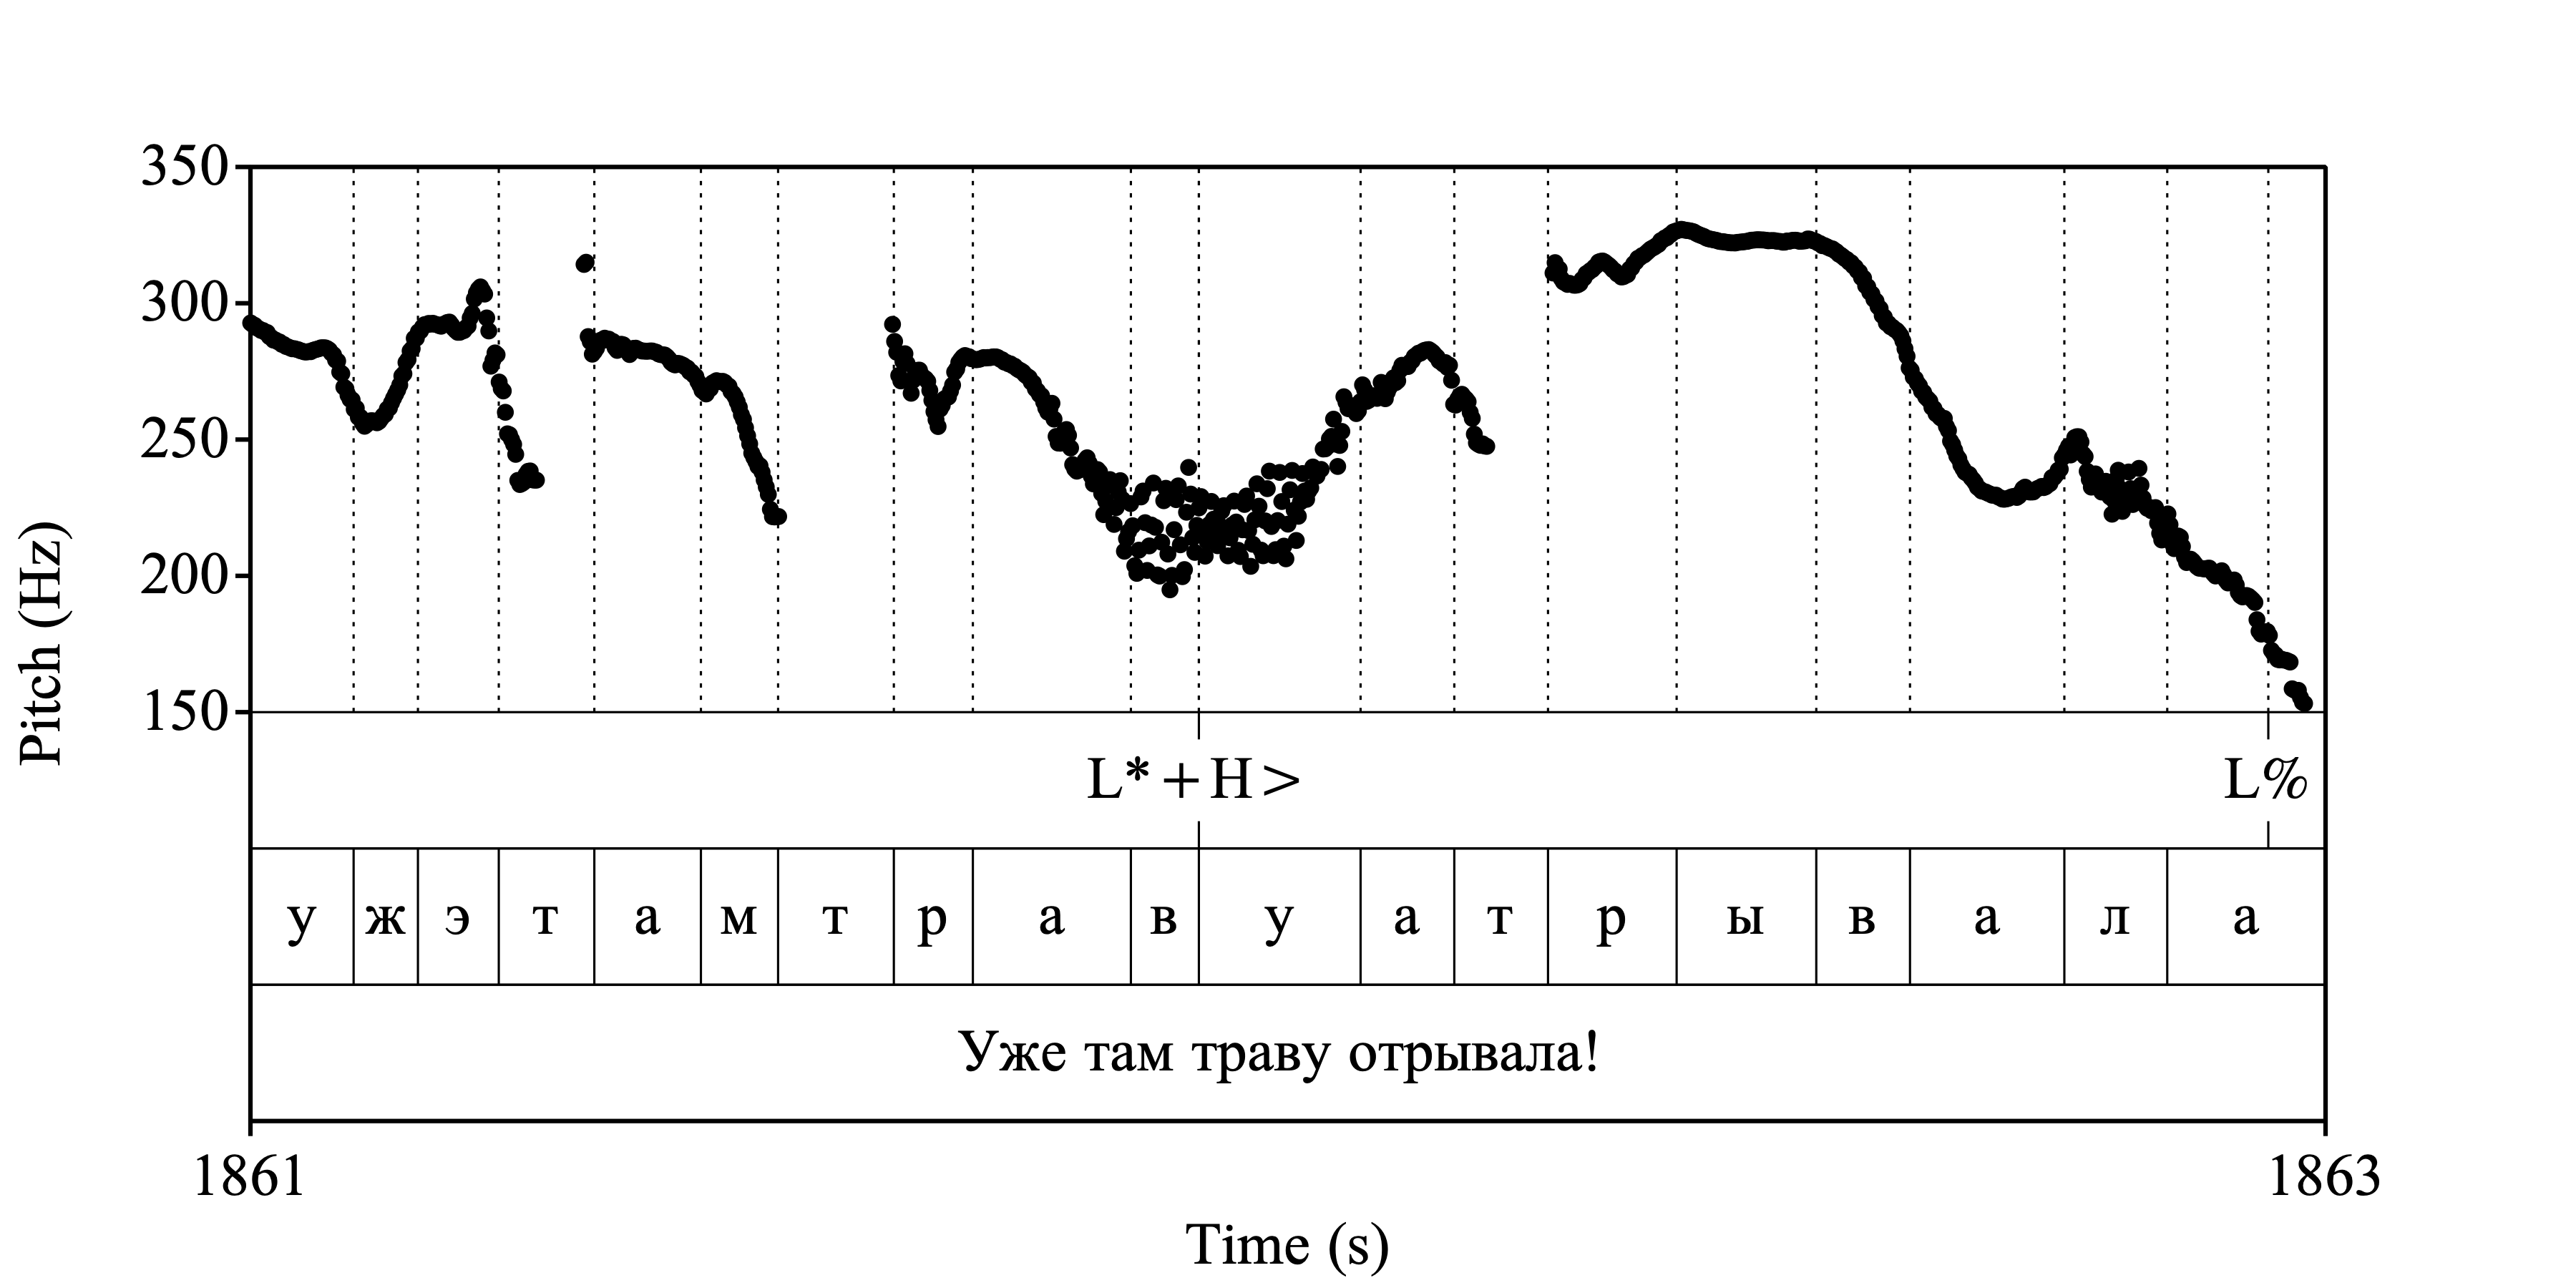 350
300
250
200
150
Pitch (Hz)
L*+H> L%
у ж э т а м т р а в у а т р ы в а л а
Уже там траву отрывала!
1861 1863
Time (s)